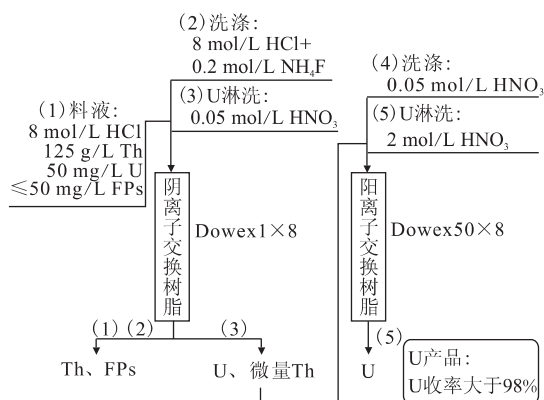 (2) 洗涤:
8 mol/L HCl+
0.2 mol/L NH₄F
(3) U淋洗:
0.05 mol/L HNO₃
(4) 洗涤:
0.05 mol/L HNO₃
(5) U淋洗:
2 mol/L HNO₃
(1) 料液:
8 mol/L HCl
125 g/L Th
50 mg/L U
≤50 mg/L FPs
阴离子交换树脂
Dowex1×8
阳离子交换树脂
Dowex50×8
(1) (2)
(3)
(5)
Th、FPs
U、微量Th
U
U产品:
U收率大于98%